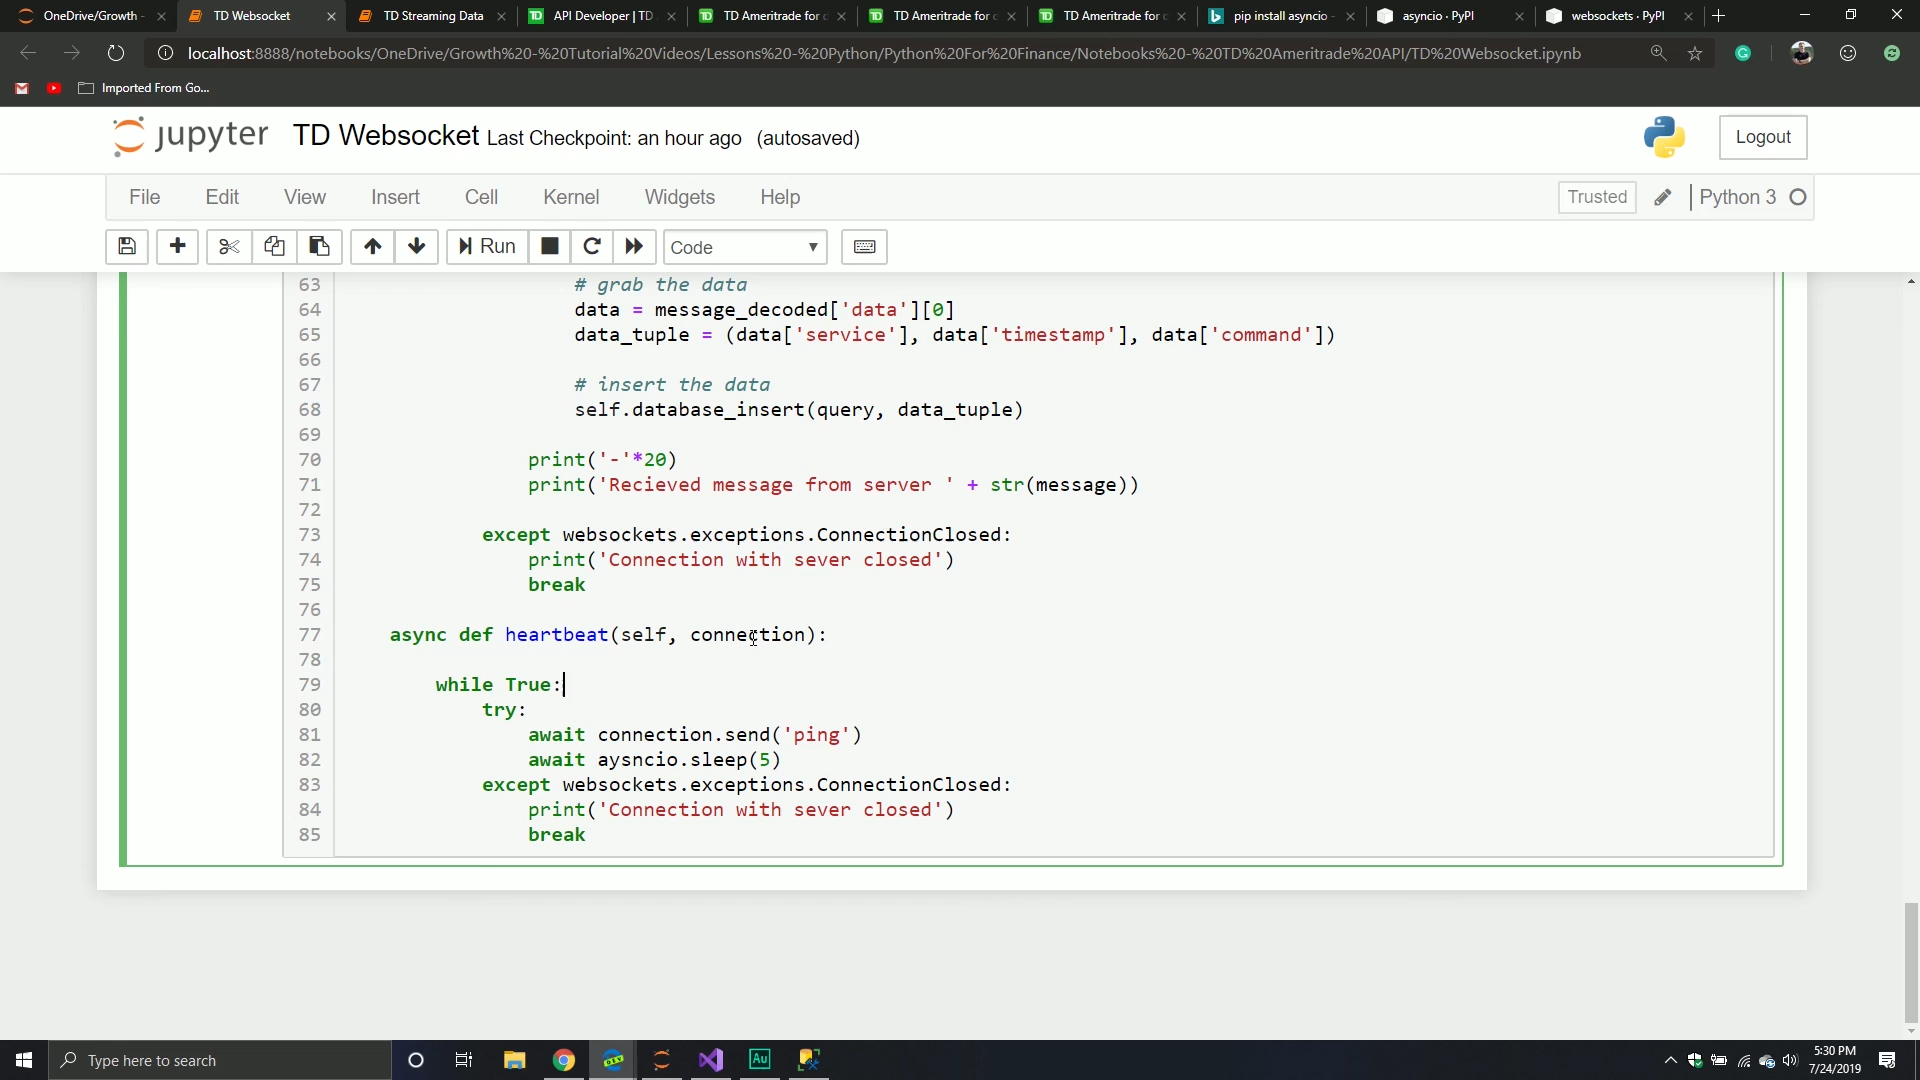 OneDrive/Growth -
TD Websocket
TD Streaming Data
API Developer | TD
TD Ameritrade for
TD Ameritrade for
TD Ameritrade for
pip install asyncio -
asyncio · PyPI
websockets · PyPI
localhost:8888/notebooks/OneDrive/Growth%20-%20Tutorial%20Videos/Lessons%20-%20Python/Python%20For%20Finance/Notebooks%20-%20TD%20Ameritrade%20API/TD%20Websocket.ipynb
Imported From Go...
jupyter TD Websocket Last Checkpoint: an hour ago (autosaved)
Logout
File Edit View Insert Cell Kernel Widgets Help
Trusted
Python 3
Run
Code
63 # grab the data
64 data = message_decoded['data'][0]
65 data_tuple = (data['service'], data['timestamp'], data['command'])
66
67 # insert the data
68 self.database_insert(query, data_tuple)
69
70 print('-'*20)
71 print('Recieved message from server ' + str(message))
72
73 except websockets.exceptions.ConnectionClosed:
74 print('Connection with sever closed')
75 break
76
77 async def heartbeat(self, connection):
78
79 while True:
80 try:
81 await connection.send('ping')
82 await aysncio.sleep(5)
83 except websockets.exceptions.ConnectionClosed:
84 print('Connection with sever closed')
85 break
Type here to search
DEV
Au
5:30 PM
7/24/2019